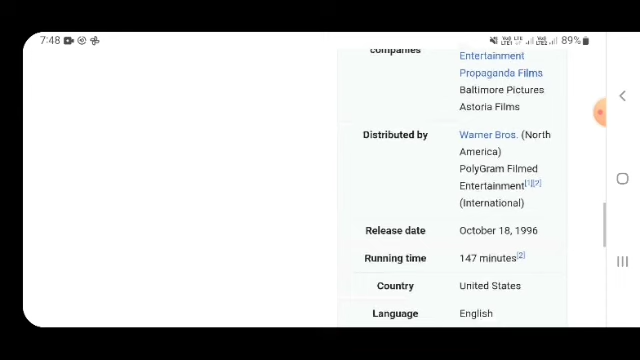 7:48
89%
companies
Entertainment
Propaganda Films
Baltimore Pictures
Astoria Films
Distributed by
Warner Bros. (North
America)
PolyGram Filmed
Entertainment[1][2]
(International)
Release date
October 18, 1996
Running time
147 minutes[2]
Country
United States
Language
English